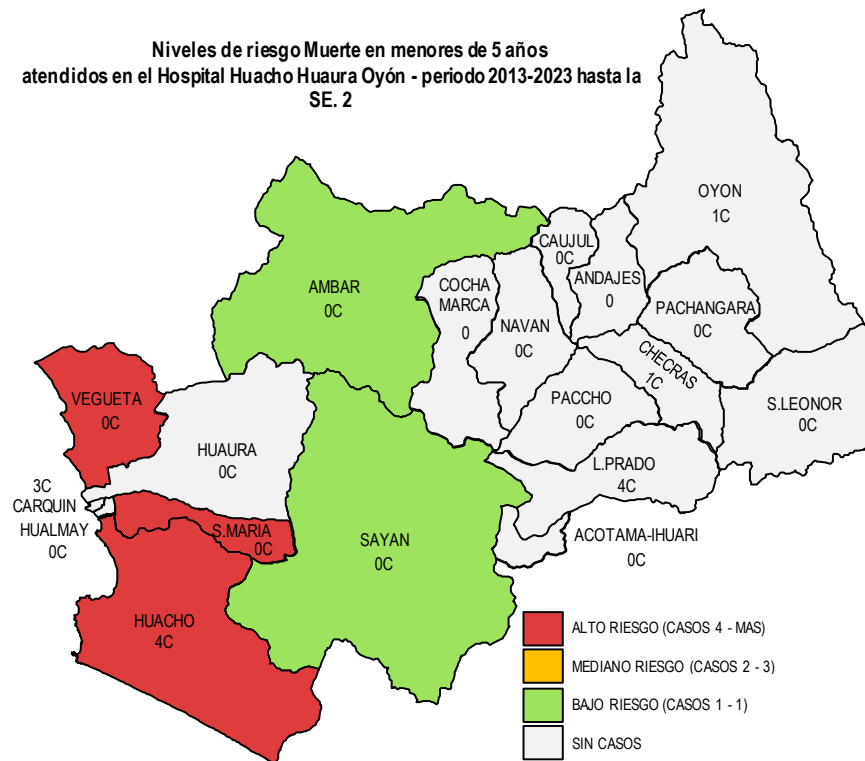 Niveles de riesgo Muerte en menores de 5 años
atendidos en el Hospital Huacho Huaura Oyón - periodo 2013-2023 hasta la
SE. 2
OYON
1C
CAUJUL
0C
ANDAJES
0
AMBAR
0C
COCHA
MARCA
0
NAVAN
0C
PACHANGARA
0C
CHECRAS
1C
VEGUETA
0C
PACCHO
0C
S.LEONOR
0C
HUAURA
0C
L.PRADO
4C
3C
CARQUIN
HUALMAY
0C
S.MARIA
0C
SAYAN
0C
ACOTAMA-IHUARI
0C
HUACHO
4C
ALTO RIESGO (CASOS 4 - MAS)
MEDIANO RIESGO (CASOS 2 - 3)
BAJO RIESGO (CASOS 1 - 1)
SIN CASOS